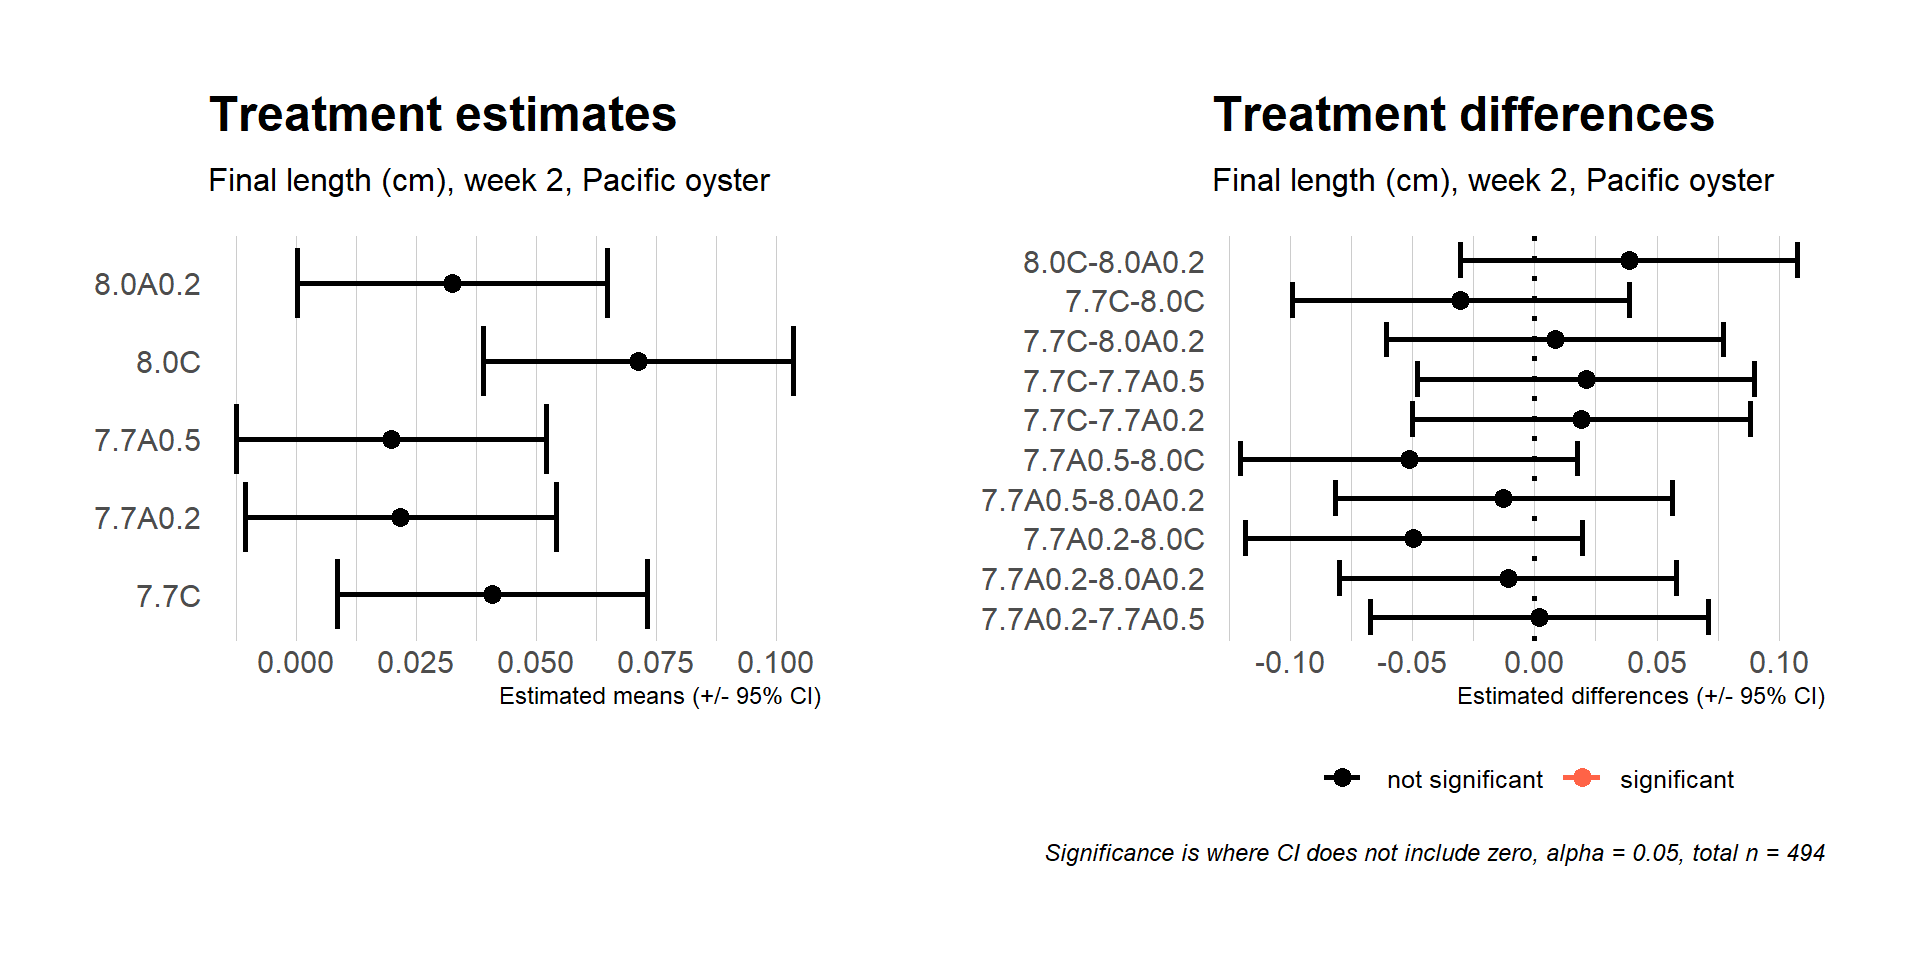 Treatment estimates
Final length (cm), week 2, Pacific oyster
8.0A0.2
8.0C
7.7A0.5
7.7A0.2
7.7C
0.000 0.025 0.050 0.075 0.100
Estimated means (+/- 95% CI)
Treatment differences
Final length (cm), week 2, Pacific oyster
8.0C-8.0A0.2
7.7C-8.0C
7.7C-8.0A0.2
7.7C-7.7A0.5
7.7C-7.7A0.2
7.7A0.5-8.0C
7.7A0.5-8.0A0.2
7.7A0.2-8.0C
7.7A0.2-8.0A0.2
7.7A0.2-7.7A0.5
-0.10 -0.05 0.00 0.05 0.10
Estimated differences (+/- 95% CI)
not significant significant
Significance is where CI does not include zero, alpha = 0.05, total n = 494